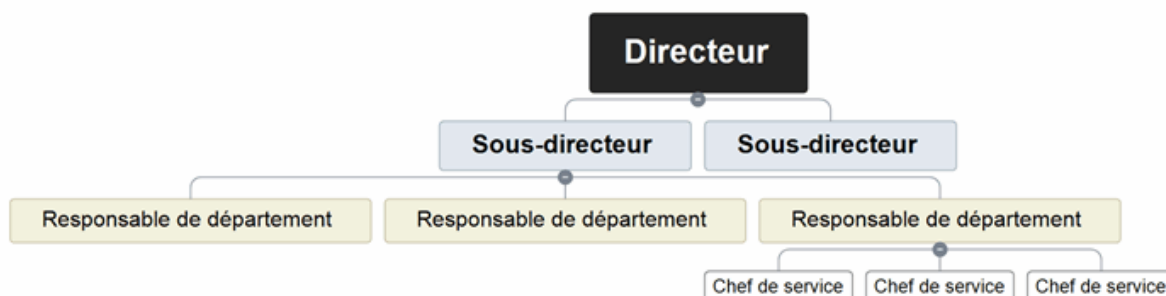 Directeur
Sous-directeur
Sous-directeur
Responsable de département
Responsable de département
Responsable de département
Chef de service
Chef de service
Chef de service